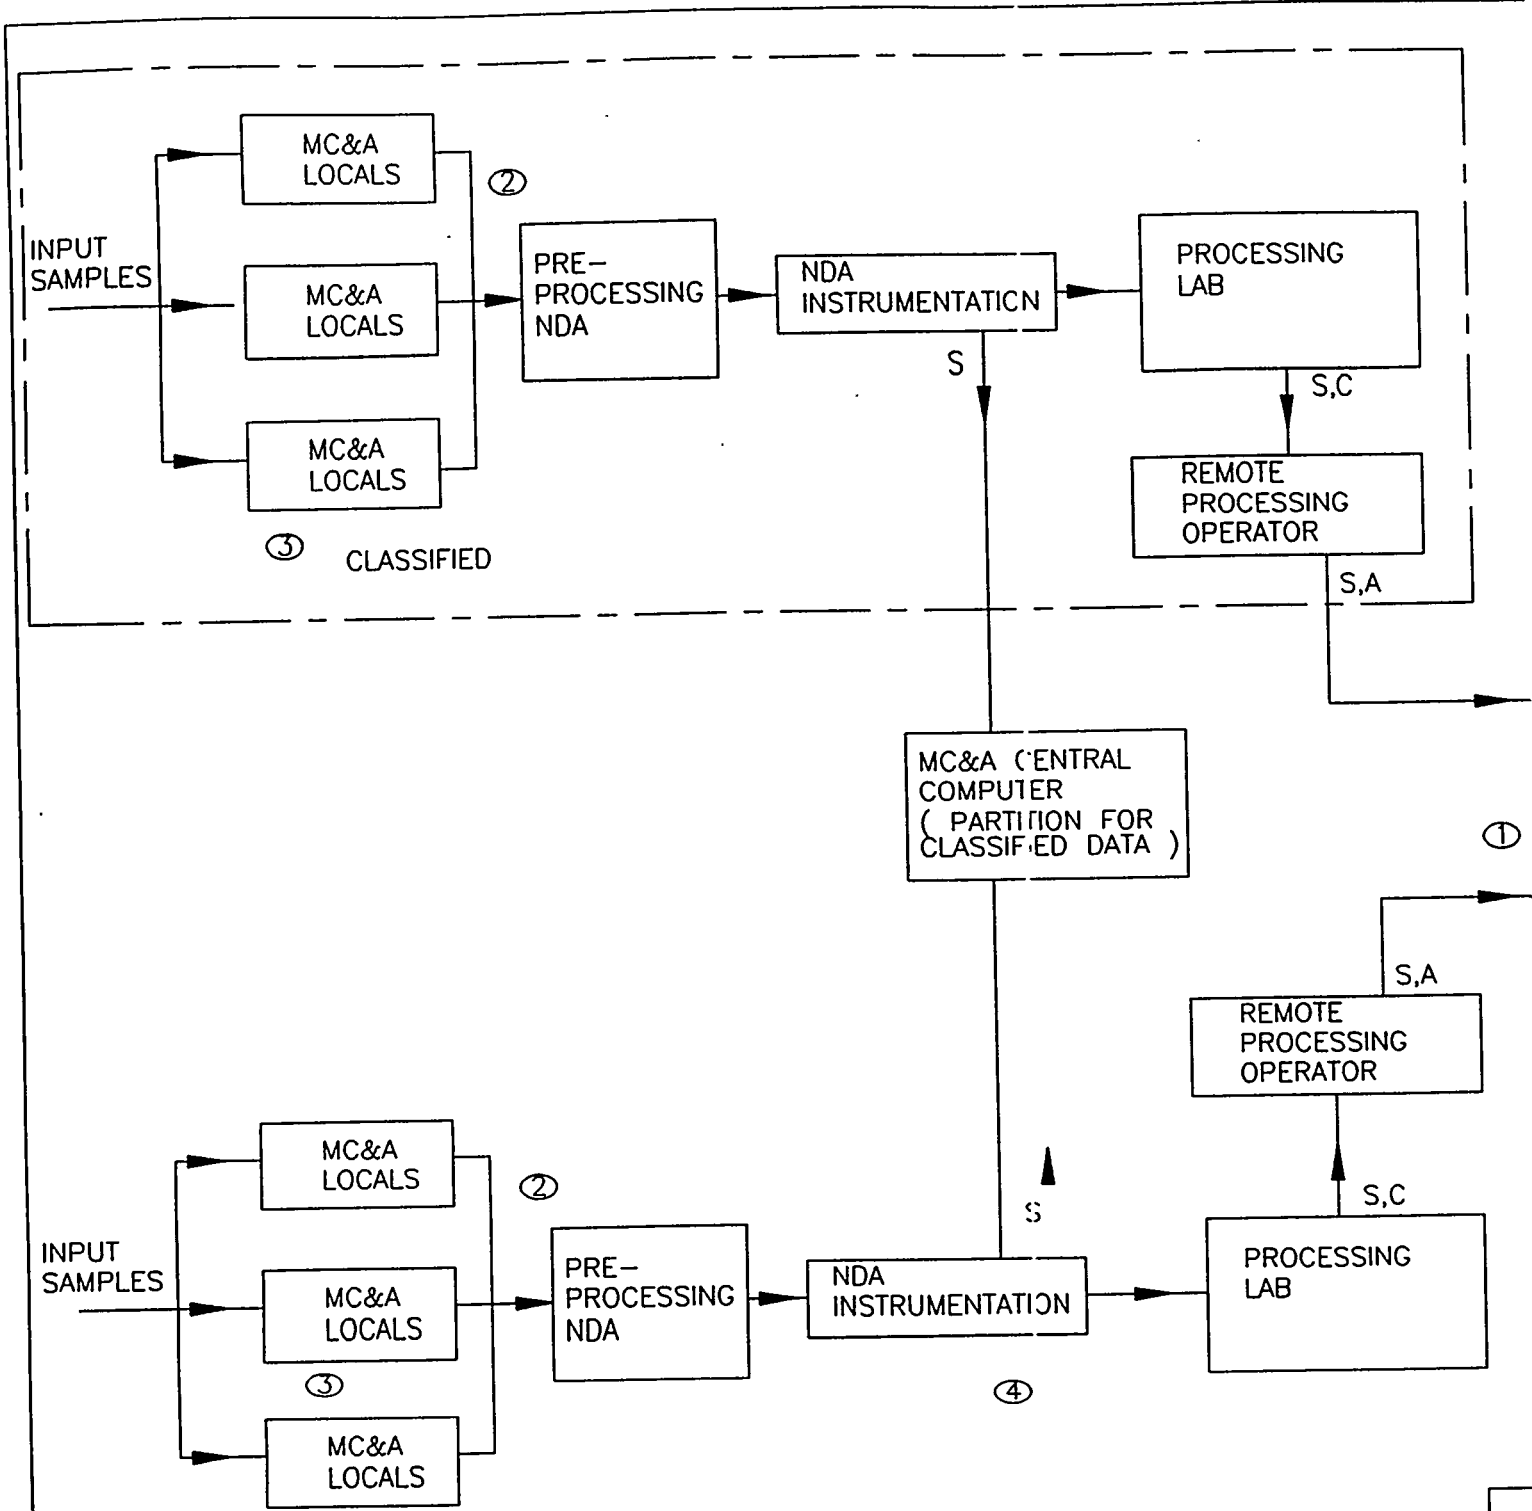 MC&A
LOCALS
②
INPUT
SAMPLES
MC&A
LOCALS
PRE-
PROCESSING
NDA
NDA
INSTRUMENTATION
PROCESSING
LAB
S
S,C
MC&A
LOCALS
REMOTE
PROCESSING
OPERATOR
③
CLASSIFIED
S,A
MC&A CENTRAL
COMPUTER
( PARTITION FOR
CLASSIFIED DATA )
①
S,A
REMOTE
PROCESSING
OPERATOR
MC&A
LOCALS
②
S
S,C
INPUT
SAMPLES
MC&A
LOCALS
PRE-
PROCESSING
NDA
NDA
INSTRUMENTATION
PROCESSING
LAB
③
④
MC&A
LOCALS